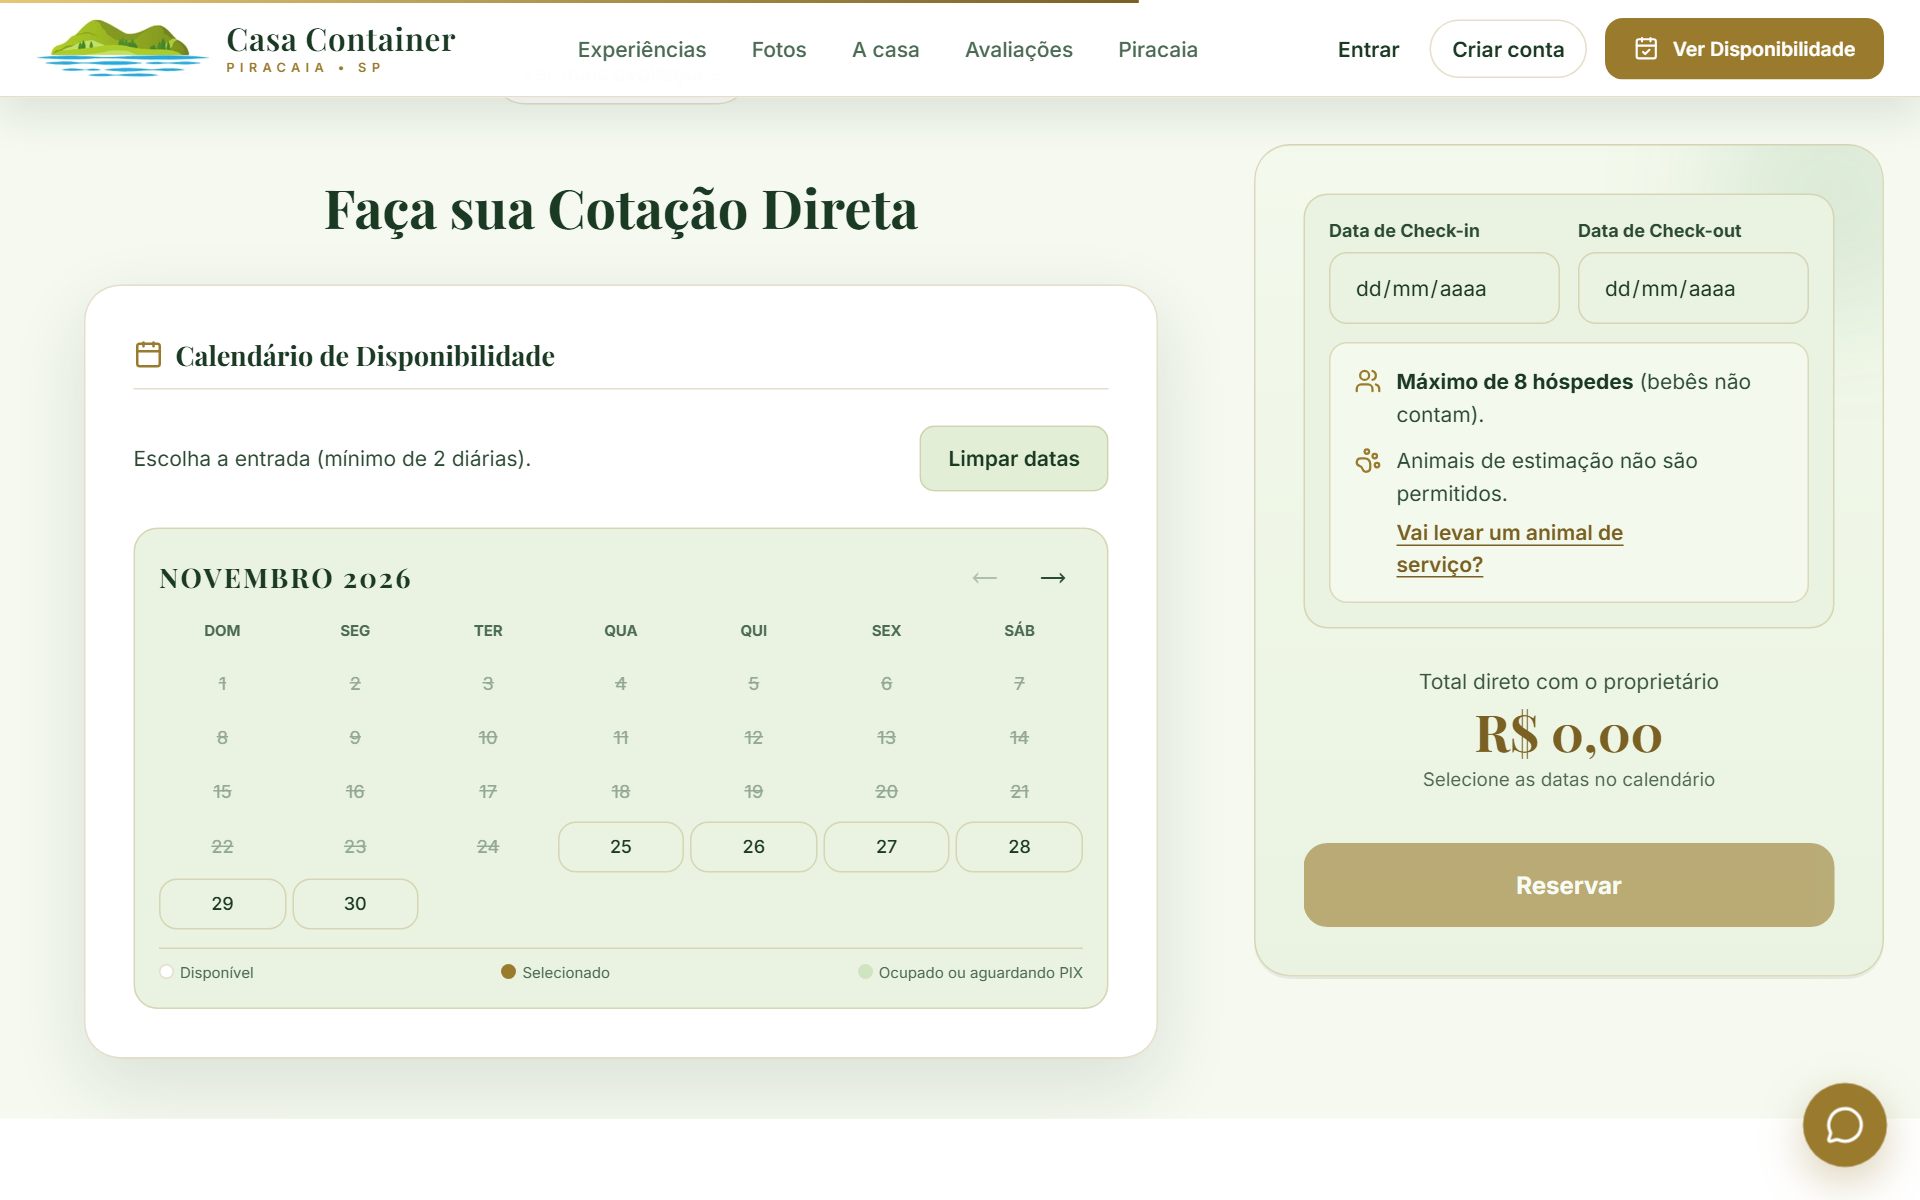 Casa Container
PIRACAIA • SP
Experiências
Fotos
A casa
Avaliações
Piracaia
Entrar
Criar conta
Ver Disponibilidade
Faça sua Cotação Direta
Calendário de Disponibilidade
Escolha a entrada (mínimo de 2 diárias).
Limpar datas
NOVEMBRO 2026
DOM SEG TER QUA QUI SEX SÁB
1 2 3 4 5 6 7
8 9 10 11 12 13 14
15 16 17 18 19 20 21
22 23 24 25 26 27 28
29 30
Disponível
Selecionado
Ocupado ou aguardando PIX
Data de Check-in
Data de Check-out
dd/mm/aaaa
dd/mm/aaaa
Máximo de 8 hóspedes (bebês não
contam).
Animais de estimação não são
permitidos.
Vai levar um animal de
serviço?
Total direto com o proprietário
R$ 0,00
Selecione as datas no calendário
Reservar